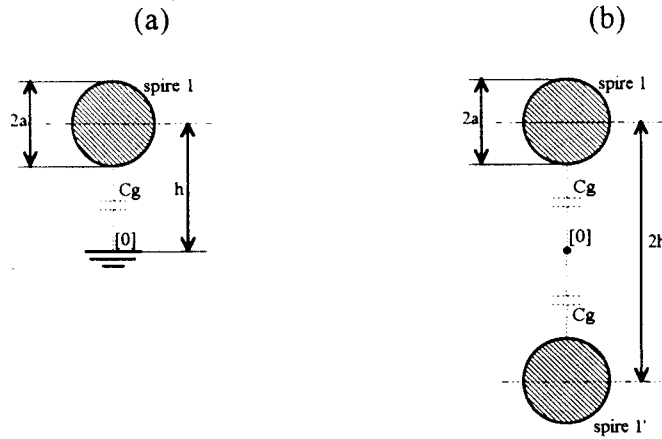 (a)
spire 1
2a
h
Cg
[0]
(b)
spire 1
2a
Cg
[0]
2h
Cg
spire 1'